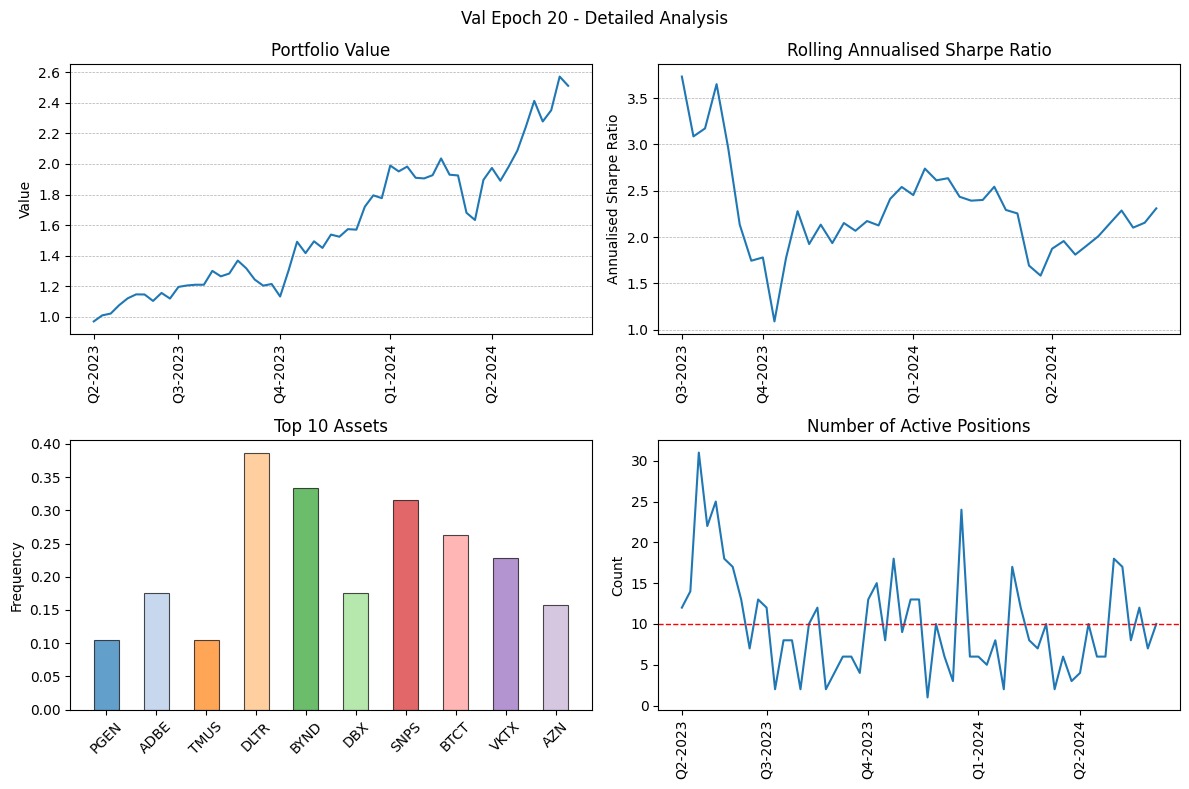 Val Epoch 20 - Detailed Analysis
Portfolio Value
Value
2.6
2.4
2.2
2.0
1.8
1.6
1.4
1.2
1.0
Q2-2023
Q3-2023
Q4-2023
Q1-2024
Q2-2024
Rolling Annualised Sharpe Ratio
Annualised Sharpe Ratio
3.5
3.0
2.5
2.0
1.5
1.0
Q3-2023
Q4-2023
Q1-2024
Q2-2024
Top 10 Assets
Frequency
0.40
0.35
0.30
0.25
0.20
0.15
0.10
0.05
0.00
PGEN
ADBE
TMUS
DLTR
BYND
DBX
SNPS
BTCT
VKTX
AZN
Number of Active Positions
Count
30
25
20
15
10
5
0
Q2-2023
Q3-2023
Q4-2023
Q1-2024
Q2-2024